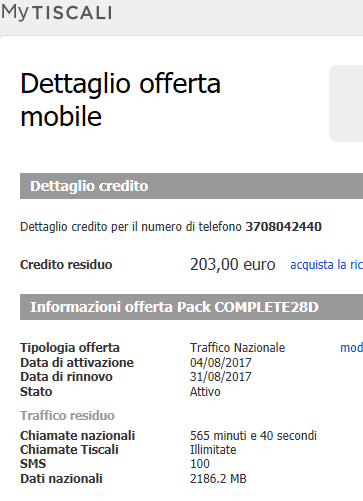 MyTISCALI
Dettaglio offerta
mobile
Dettaglio credito
Dettaglio credito per il numero di telefono 3708042440
Credito residuo 203,00 euro acquista la ric
Informazioni offerta Pack COMPLETE28D
Tipologia offerta Traffico Nazionale mod
Data di attivazione 04/08/2017
Data di rinnovo 31/08/2017
Stato Attivo
Traffico residuo
Chiamate nazionali 565 minuti e 40 secondi
Chiamate Tiscali Illimitate
SMS 100
Dati nazionali 2186.2 MB